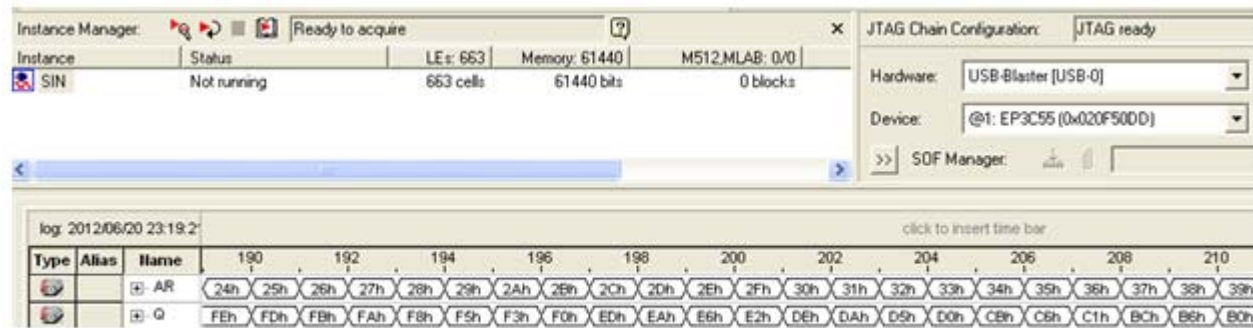 Instance Manager: Ready to acquire ? x JTAG Chain Configuration: JTAG ready
Instance Status LEs: 663 Memory: 61440 M512,MLAB: 0/0
SIN Not running 663 cells 61440 bits 0 blocks
Hardware: USB-Blaster [USB-0]
Device: @1: EP3C55 (0x020F50DD)
>> SOF Manager:
log: 2012/06/20 23:19:2 click to insert time bar
Type Alias Name 190 192 194 196 198 200 202 204 206 208 210
AR 24h 25h 26h 27h 28h 29h 2Ah 2Bh 2Ch 2Dh 2Eh 2Fh 30h 31h 32h 33h 34h 35h 36h 37h 38h 39h
Q FEh FDh FBh FAh F8h F5h F3h F0h EDh EAh E6h E2h DEh DAh D5h D0h CBh C6h C1h BCh B6h B0h